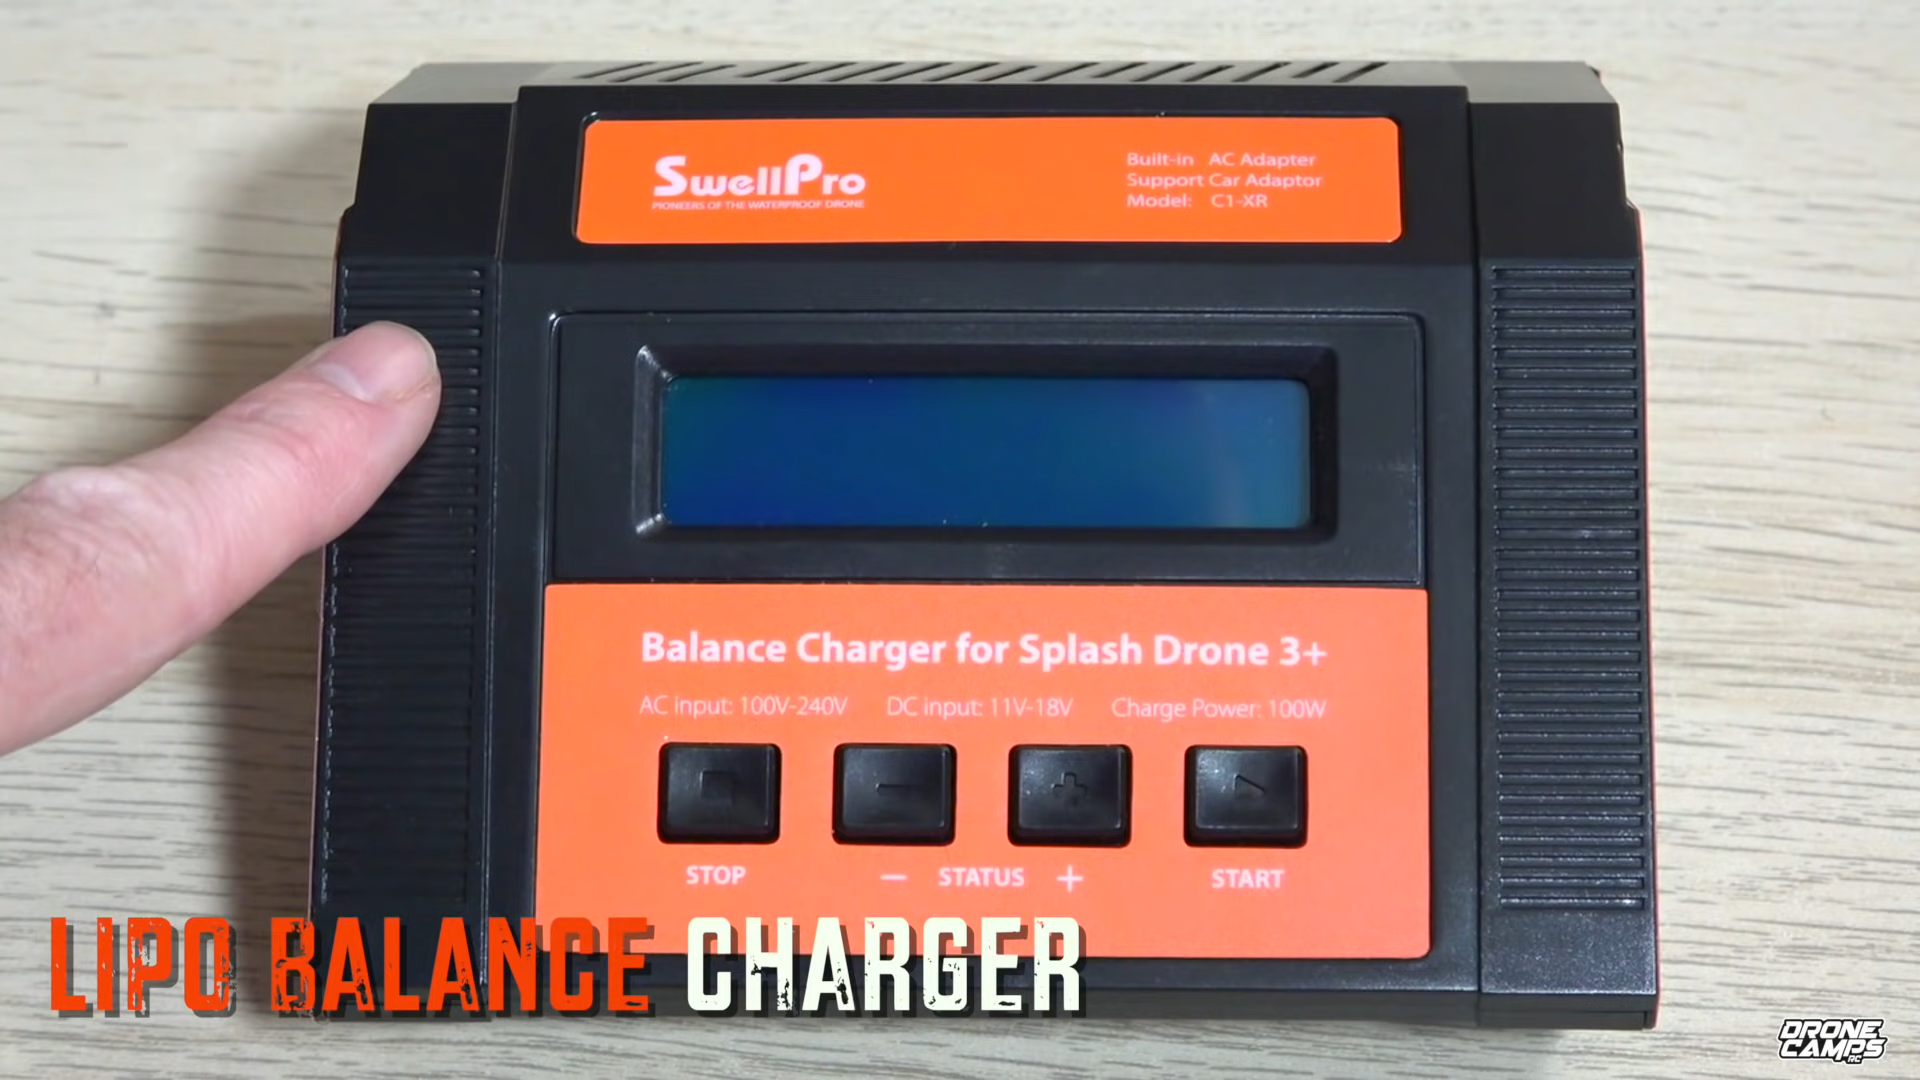 SwellPro
PIONEERS OF THE WATERPROOF DRONE
Built-in AC Adapter
Support Car Adaptor
Model: C1-XR
Balance Charger for Splash Drone 3+
AC input: 100V-240V DC input: 11V-18V Charge Power: 100W
STOP − STATUS + START
LIPO BALANCE CHARGER
DRONE
CAMPS
RC